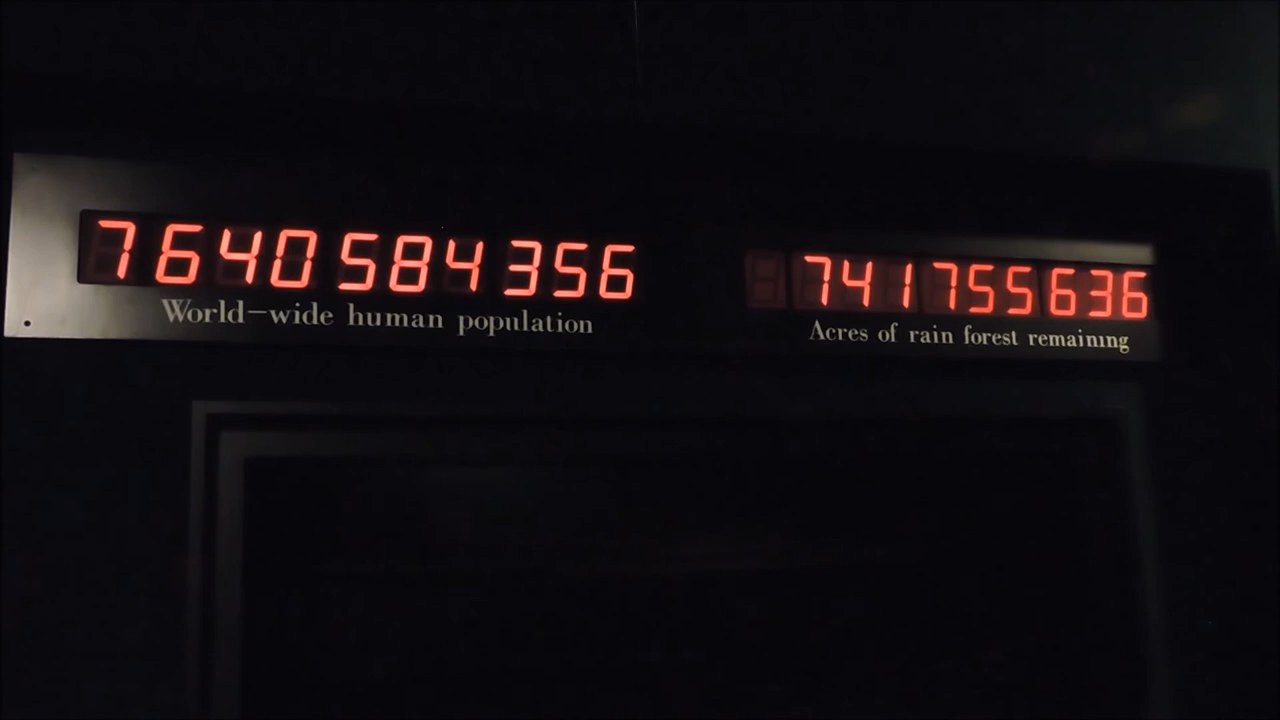 7640584356
World-wide human population
741755636
Acres of rain forest remaining